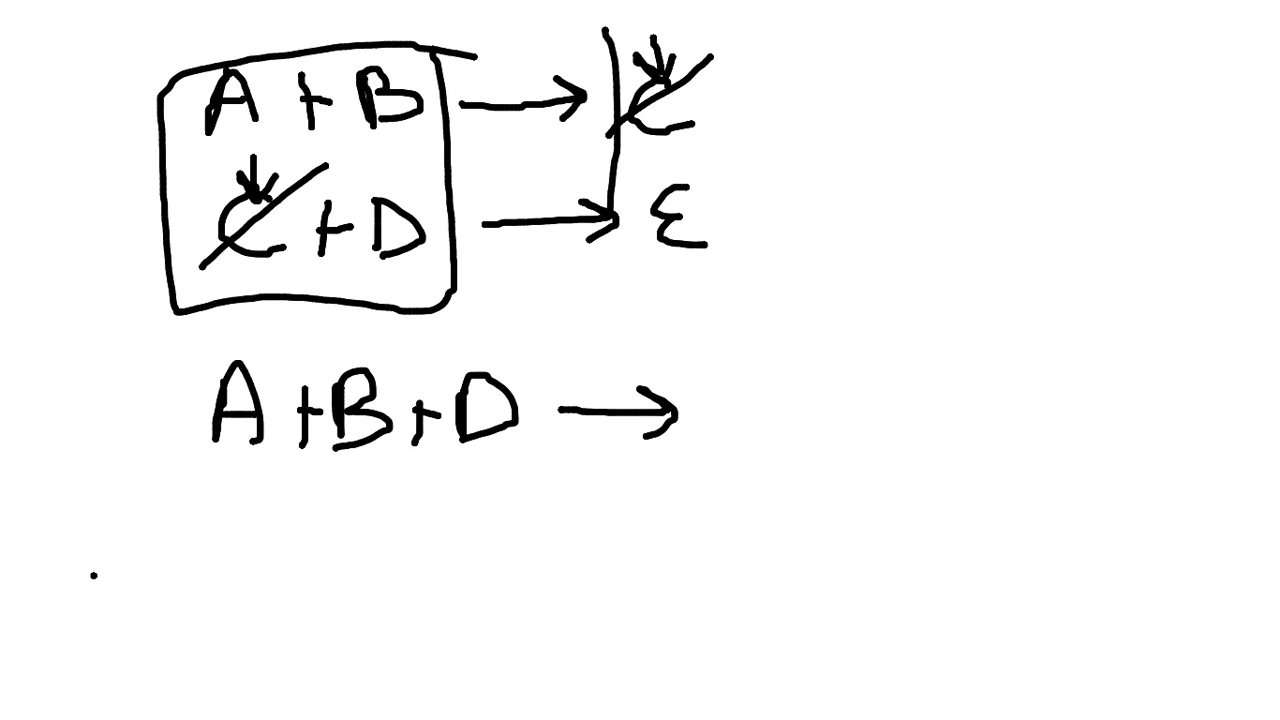 A + B → C
C + D → E
A + B + D →